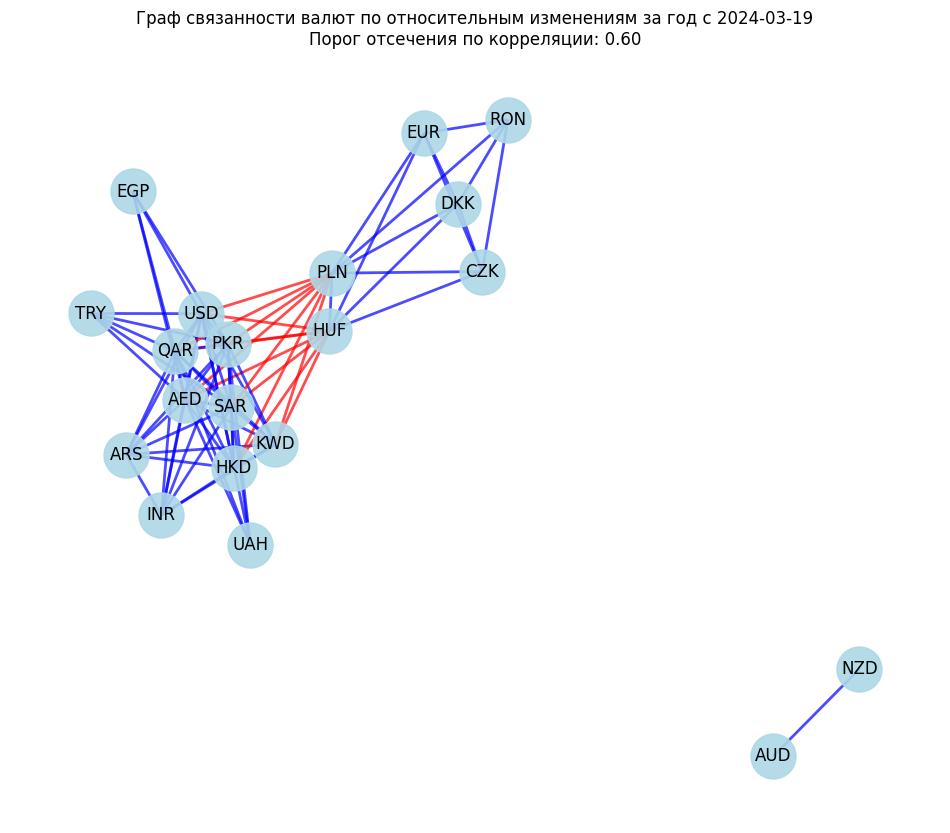 Граф связанности валют по относительным изменениям за год с 2024-03-19
Порог отсечения по корреляции: 0.60
RON
EUR
EGP
DKK
CZK
PLN
TRY
USD
HUF
PKR
QAR
AED
SAR
KWD
ARS
HKD
INR
UAH
NZD
AUD